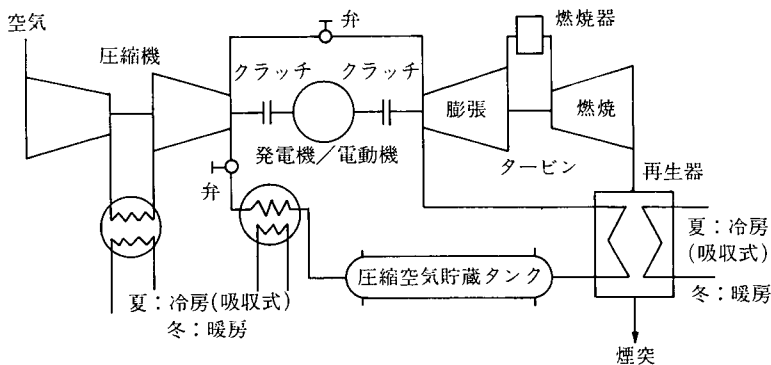 空気
圧縮機
弁
燃焼器
クラッチ
クラッチ
膨張
燃焼
発電機／電動機
タービン
弁
再生器
夏：冷房
(吸収式)
圧縮空気貯蔵タンク
夏：冷房(吸収式)
冬：暖房
冬：暖房
煙突